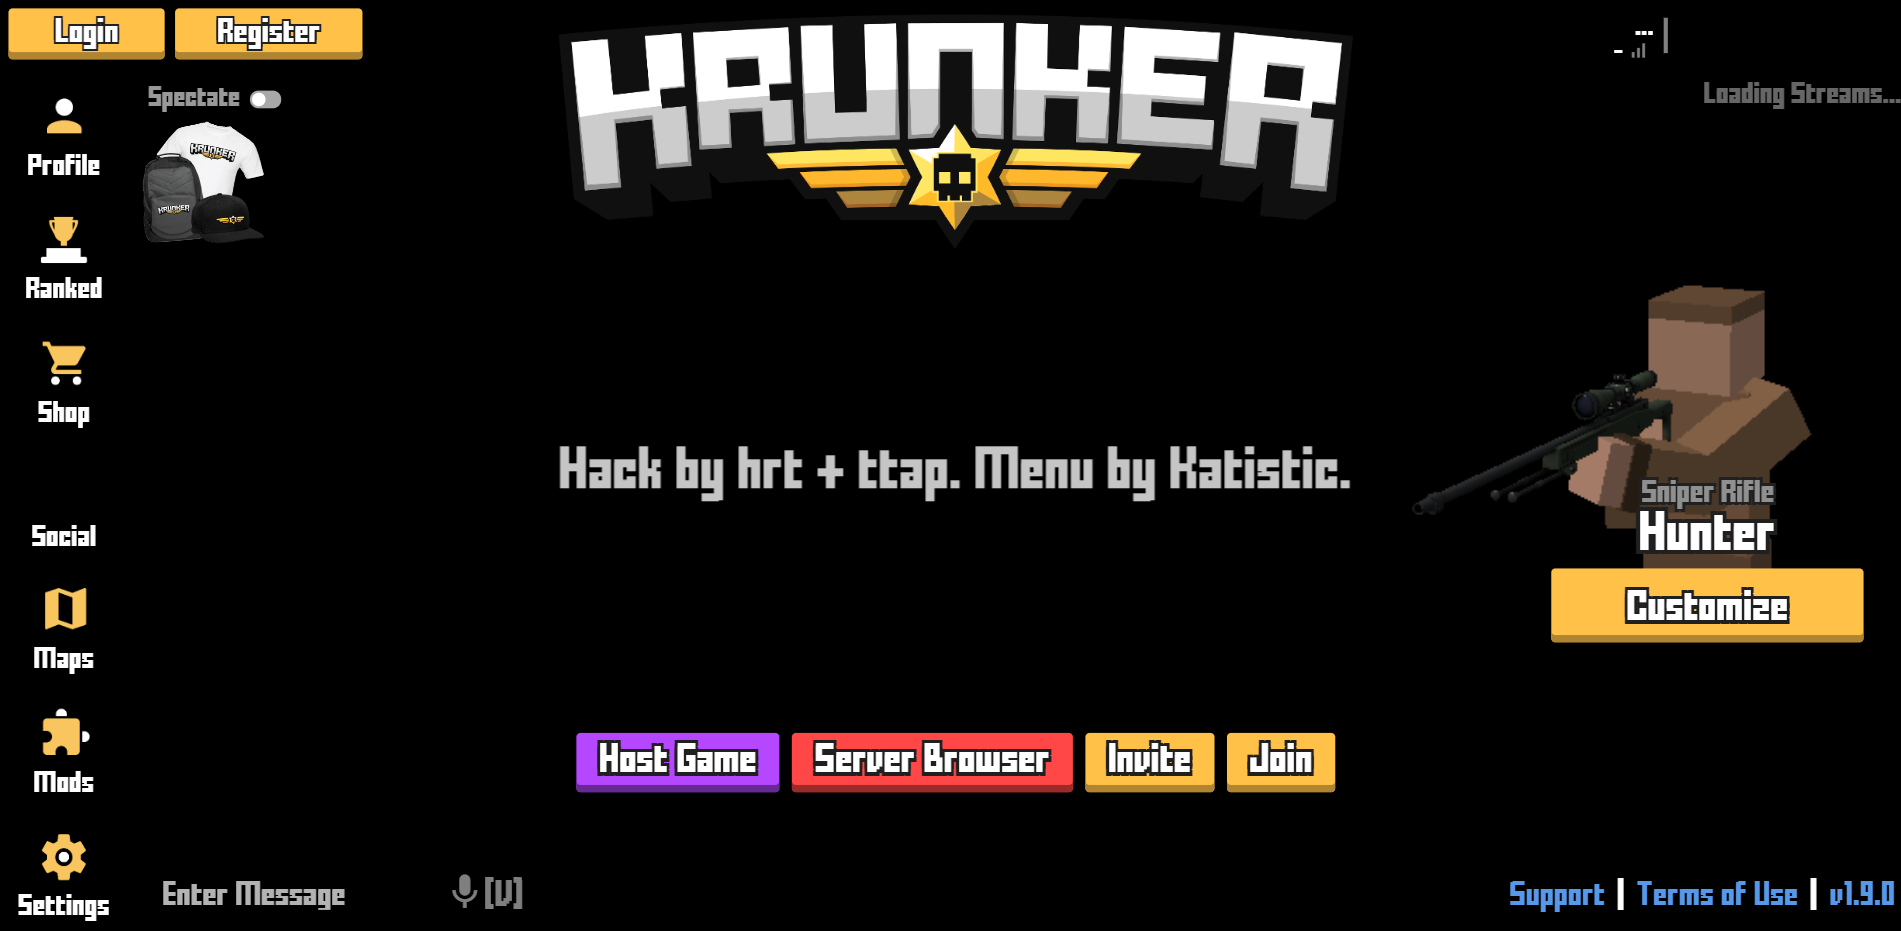 Login
Register
KRUNKER
Spectate
KRUNKER
KRUNKER
Loading Streams...
Profile
Ranked
Shop
Social
Maps
Mods
Settings
Hack by hrt + ttap. Menu by Katistic.
Sniper Rifle
Hunter
Customize
Host Game
Server Browser
Invite
Join
Enter Message
[V]
Support | Terms of Use | v1.9.0